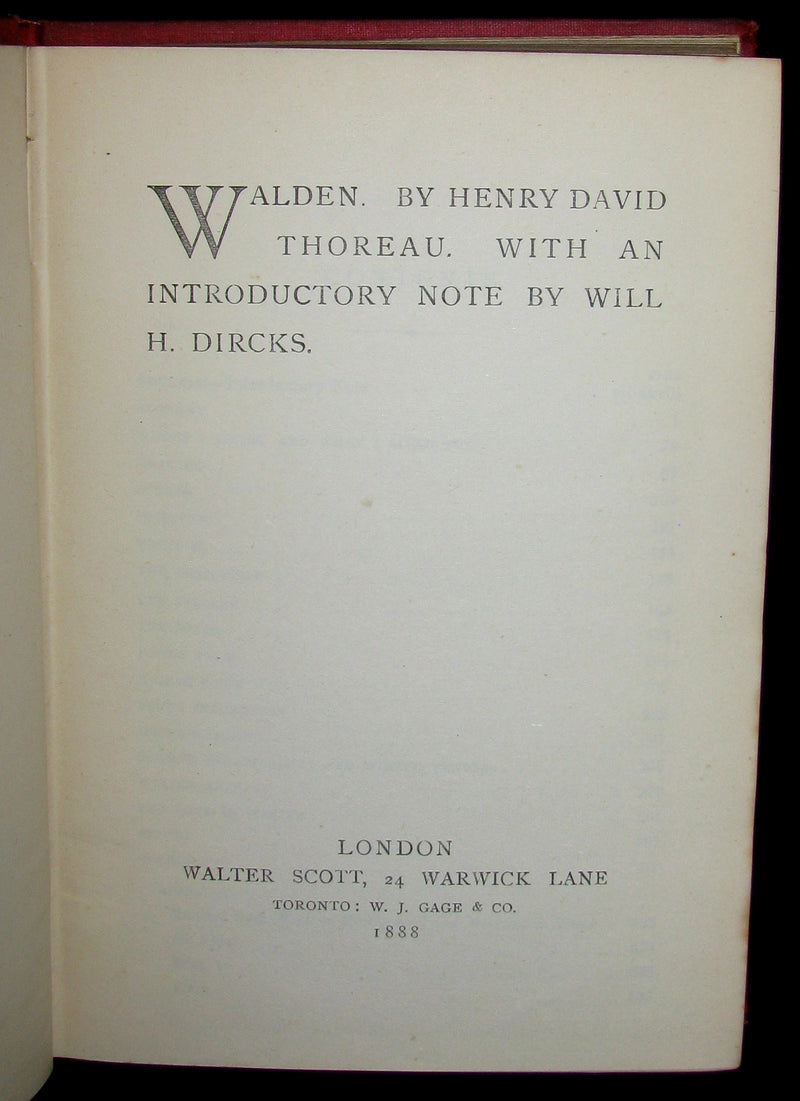 WALDEN. BY HENRY DAVID
THOREAU. WITH AN
INTRODUCTORY NOTE BY WILL
H. DIRCKS.
LONDON
WALTER SCOTT, 24 WARWICK LANE
TORONTO: W. J. GAGE & CO.
1888